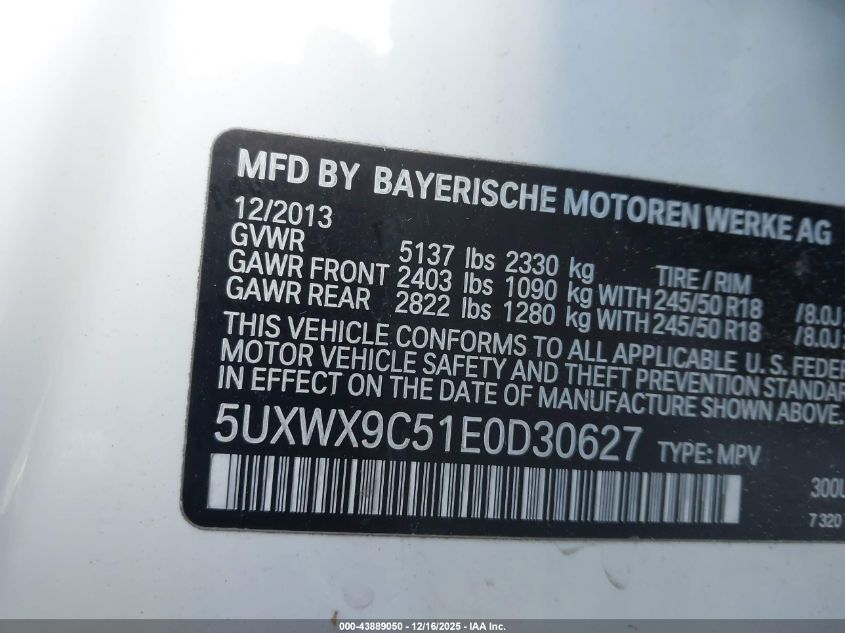 MFD BY BAYERISCHE MOTOREN WERKE AG
12/2013
GVWR 5137 lbs 2330 kg TIRE / RIM
GAWR FRONT 2403 lbs 1090 kg WITH 245/50 R18 /8.0J
GAWR REAR 2822 lbs 1280 kg WITH 245/50 R18 /8.0J
THIS VEHICLE CONFORMS TO ALL APPLICABLE U. S. FEDER
MOTOR VEHICLE SAFETY AND THEFT PREVENTION STANDAR
IN EFFECT ON THE DATE OF MANUFACTURE SHOWN ABOVE.
5UXWX9C51E0D30627 TYPE: MPV
300U
7 320
000-43889050 - 12/16/2025 - IAA Inc.